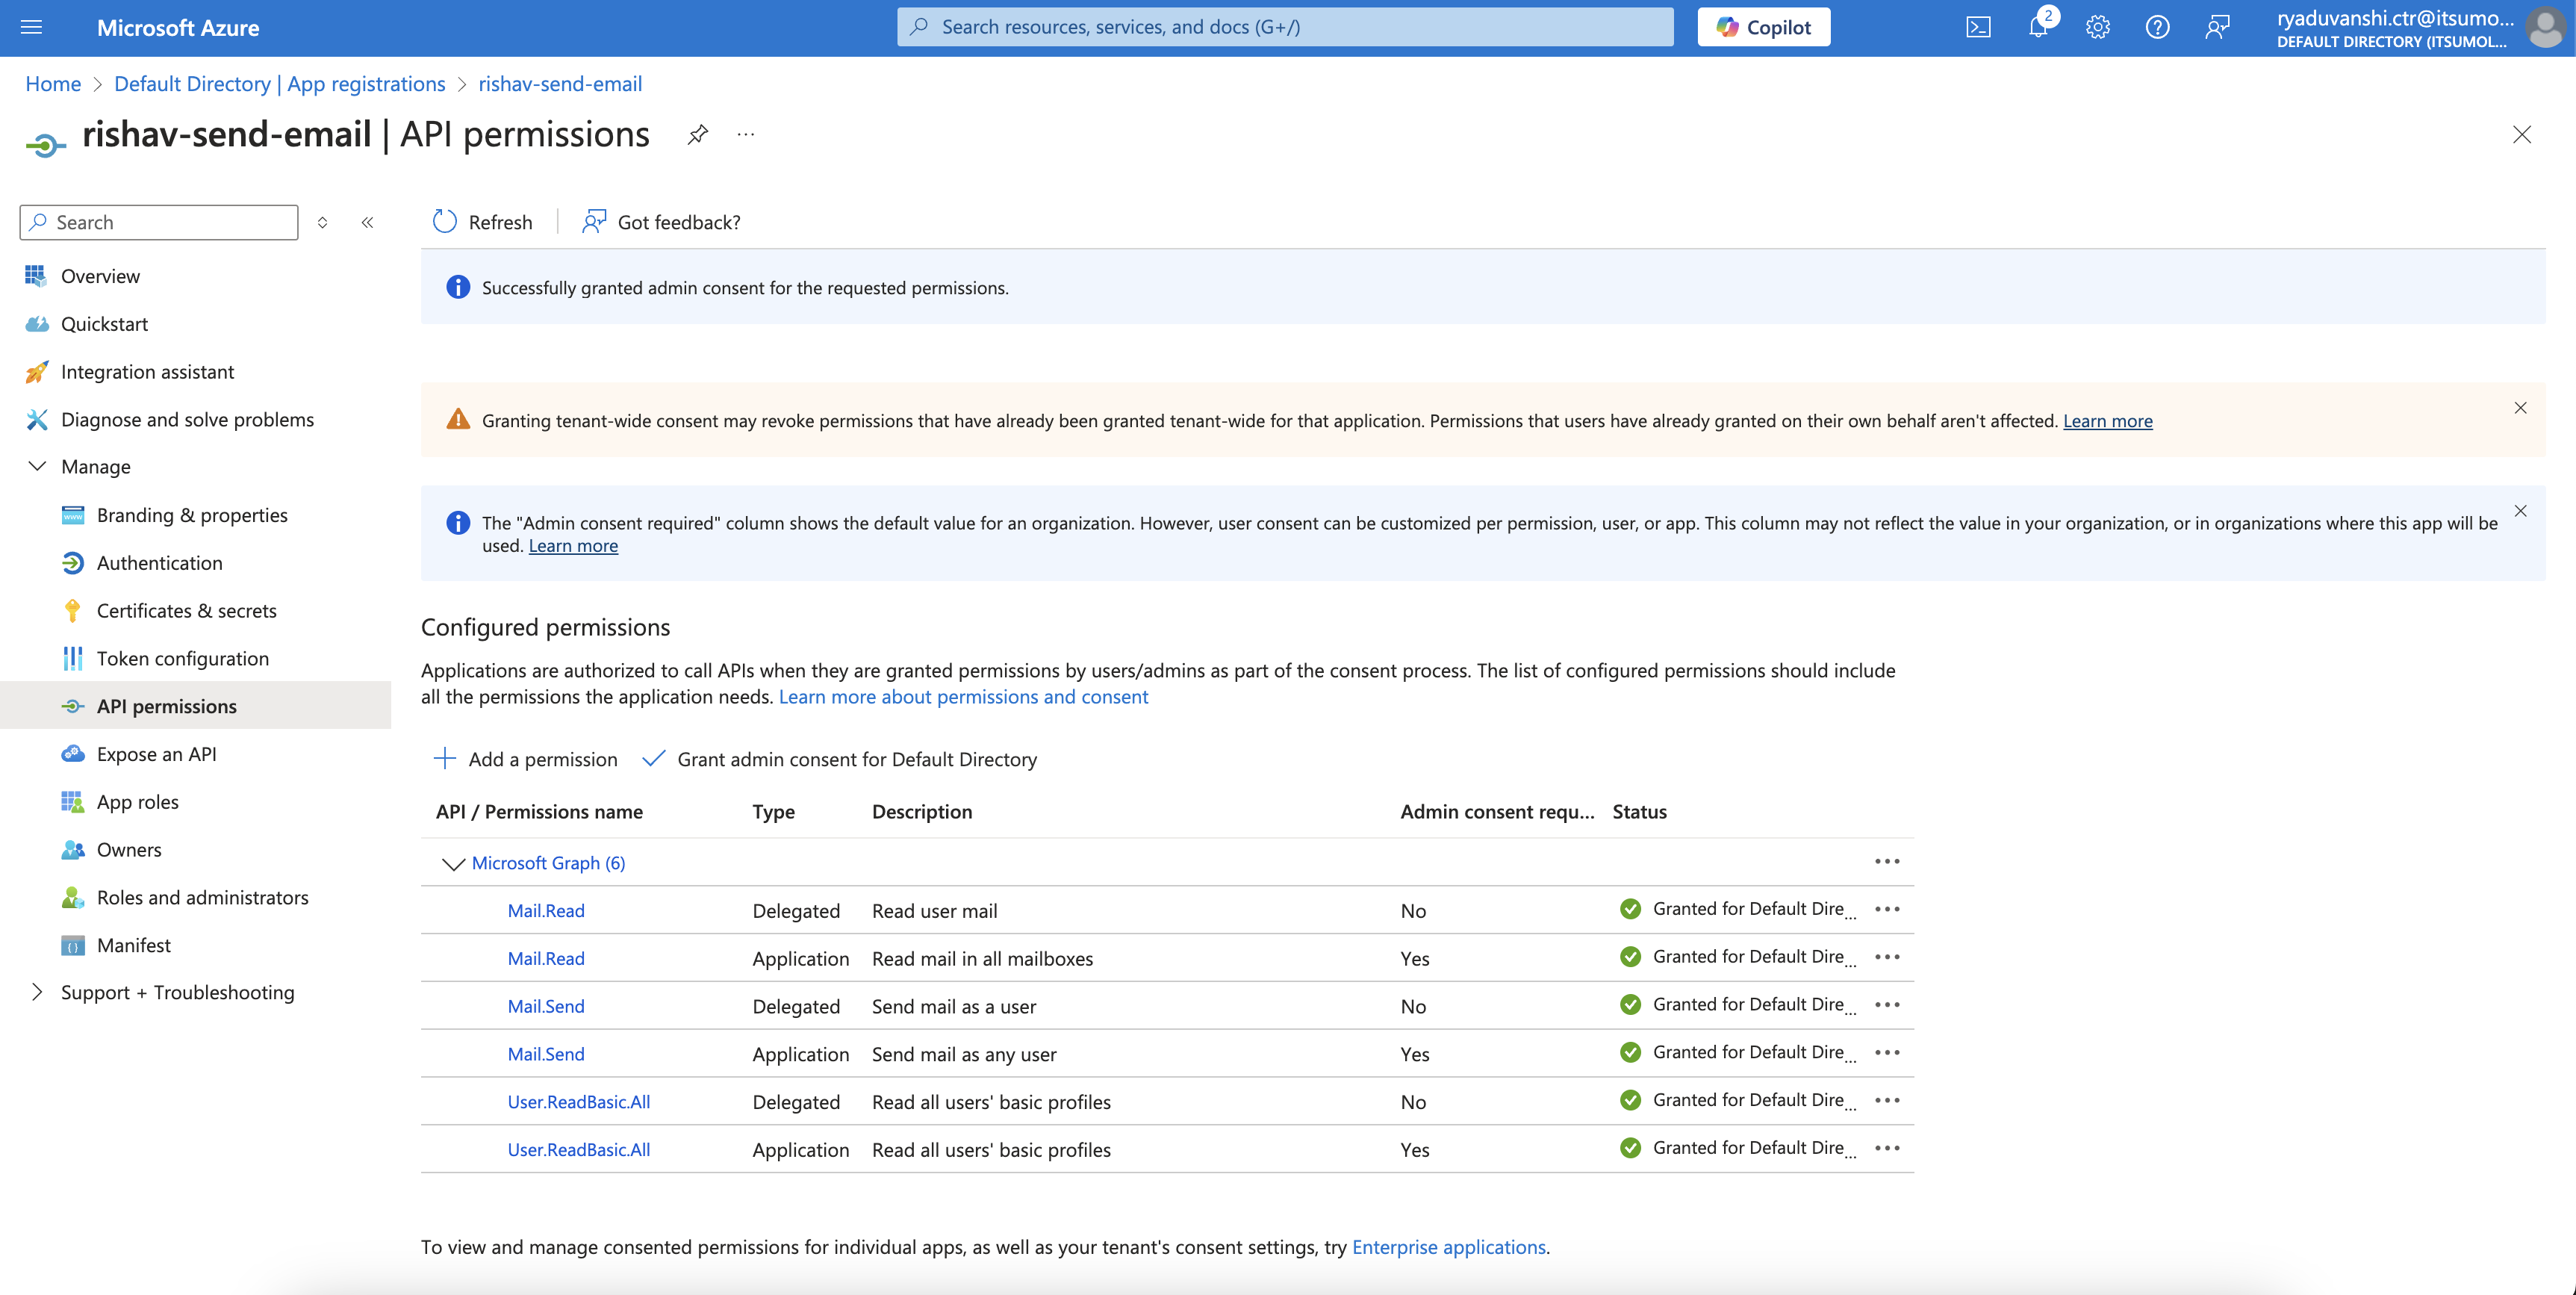 Microsoft Azure
Search resources, services, and docs (G+/)
Copilot
2
ryaduvanshi.ctr@itsumo...
DEFAULT DIRECTORY (ITSUMOL...
Home > Default Directory | App registrations > rishav-send-email
rishav-send-email | API permissions
Search
Refresh
Got feedback?
Overview
Quickstart
Integration assistant
Diagnose and solve problems
Manage
Branding & properties
Authentication
Certificates & secrets
Token configuration
API permissions
Expose an API
App roles
Owners
Roles and administrators
Manifest
Support + Troubleshooting
Successfully granted admin consent for the requested permissions.
Granting tenant-wide consent may revoke permissions that have already been granted tenant-wide for that application. Permissions that users have already granted on their own behalf aren't affected. Learn more
The "Admin consent required" column shows the default value for an organization. However, user consent can be customized per permission, user, or app. This column may not reflect the value in your organization, or in organizations where this app will be
used. Learn more
Configured permissions
Applications are authorized to call APIs when they are granted permissions by users/admins as part of the consent process. The list of configured permissions should include
all the permissions the application needs. Learn more about permissions and consent
Add a permission
Grant admin consent for Default Directory
API / Permissions name Type Description Admin consent requ... Status
Microsoft Graph (6)
Mail.Read Delegated Read user mail No Granted for Default Dire...
Mail.Read Application Read mail in all mailboxes Yes Granted for Default Dire...
Mail.Send Delegated Send mail as a user No Granted for Default Dire...
Mail.Send Application Send mail as any user Yes Granted for Default Dire...
User.ReadBasic.All Delegated Read all users' basic profiles No Granted for Default Dire...
User.ReadBasic.All Application Read all users' basic profiles Yes Granted for Default Dire...
To view and manage consented permissions for individual apps, as well as your tenant's consent settings, try Enterprise applications.